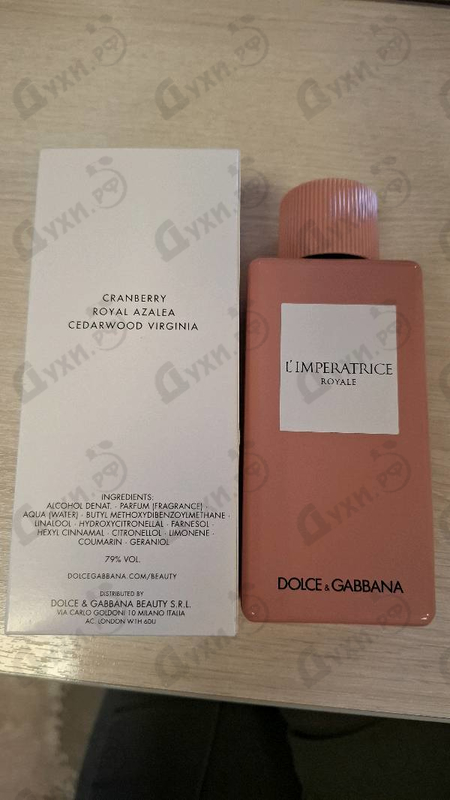 CRANBERRY
ROYAL AZALEA
CEDARWOOD VIRGINIA
INGREDIENTS:
ALCOHOL DENAT. · PARFUM (FRAGRANCE) ·
AQUA (WATER) · BUTYL METHOXYDIBENZOYLMETHANE ·
LINALOOL · HYDROXYCITRONELLAL · FARNESOL ·
HEXYL CINNAMAL · CITRONELLOL · LIMONENE ·
COUMARIN · GERANIOL
79% VOL.
DOLCEGABBANA.COM/BEAUTY
DISTRIBUTED BY
DOLCE & GABBANA BEAUTY S.R.L.
VIA CARLO GOLDONI 10 MILANO ITALIA
AC. LONDON W1H 6DU
L'IMPERATRICE
ROYALE
DOLCE & GABBANA
Духи.рф